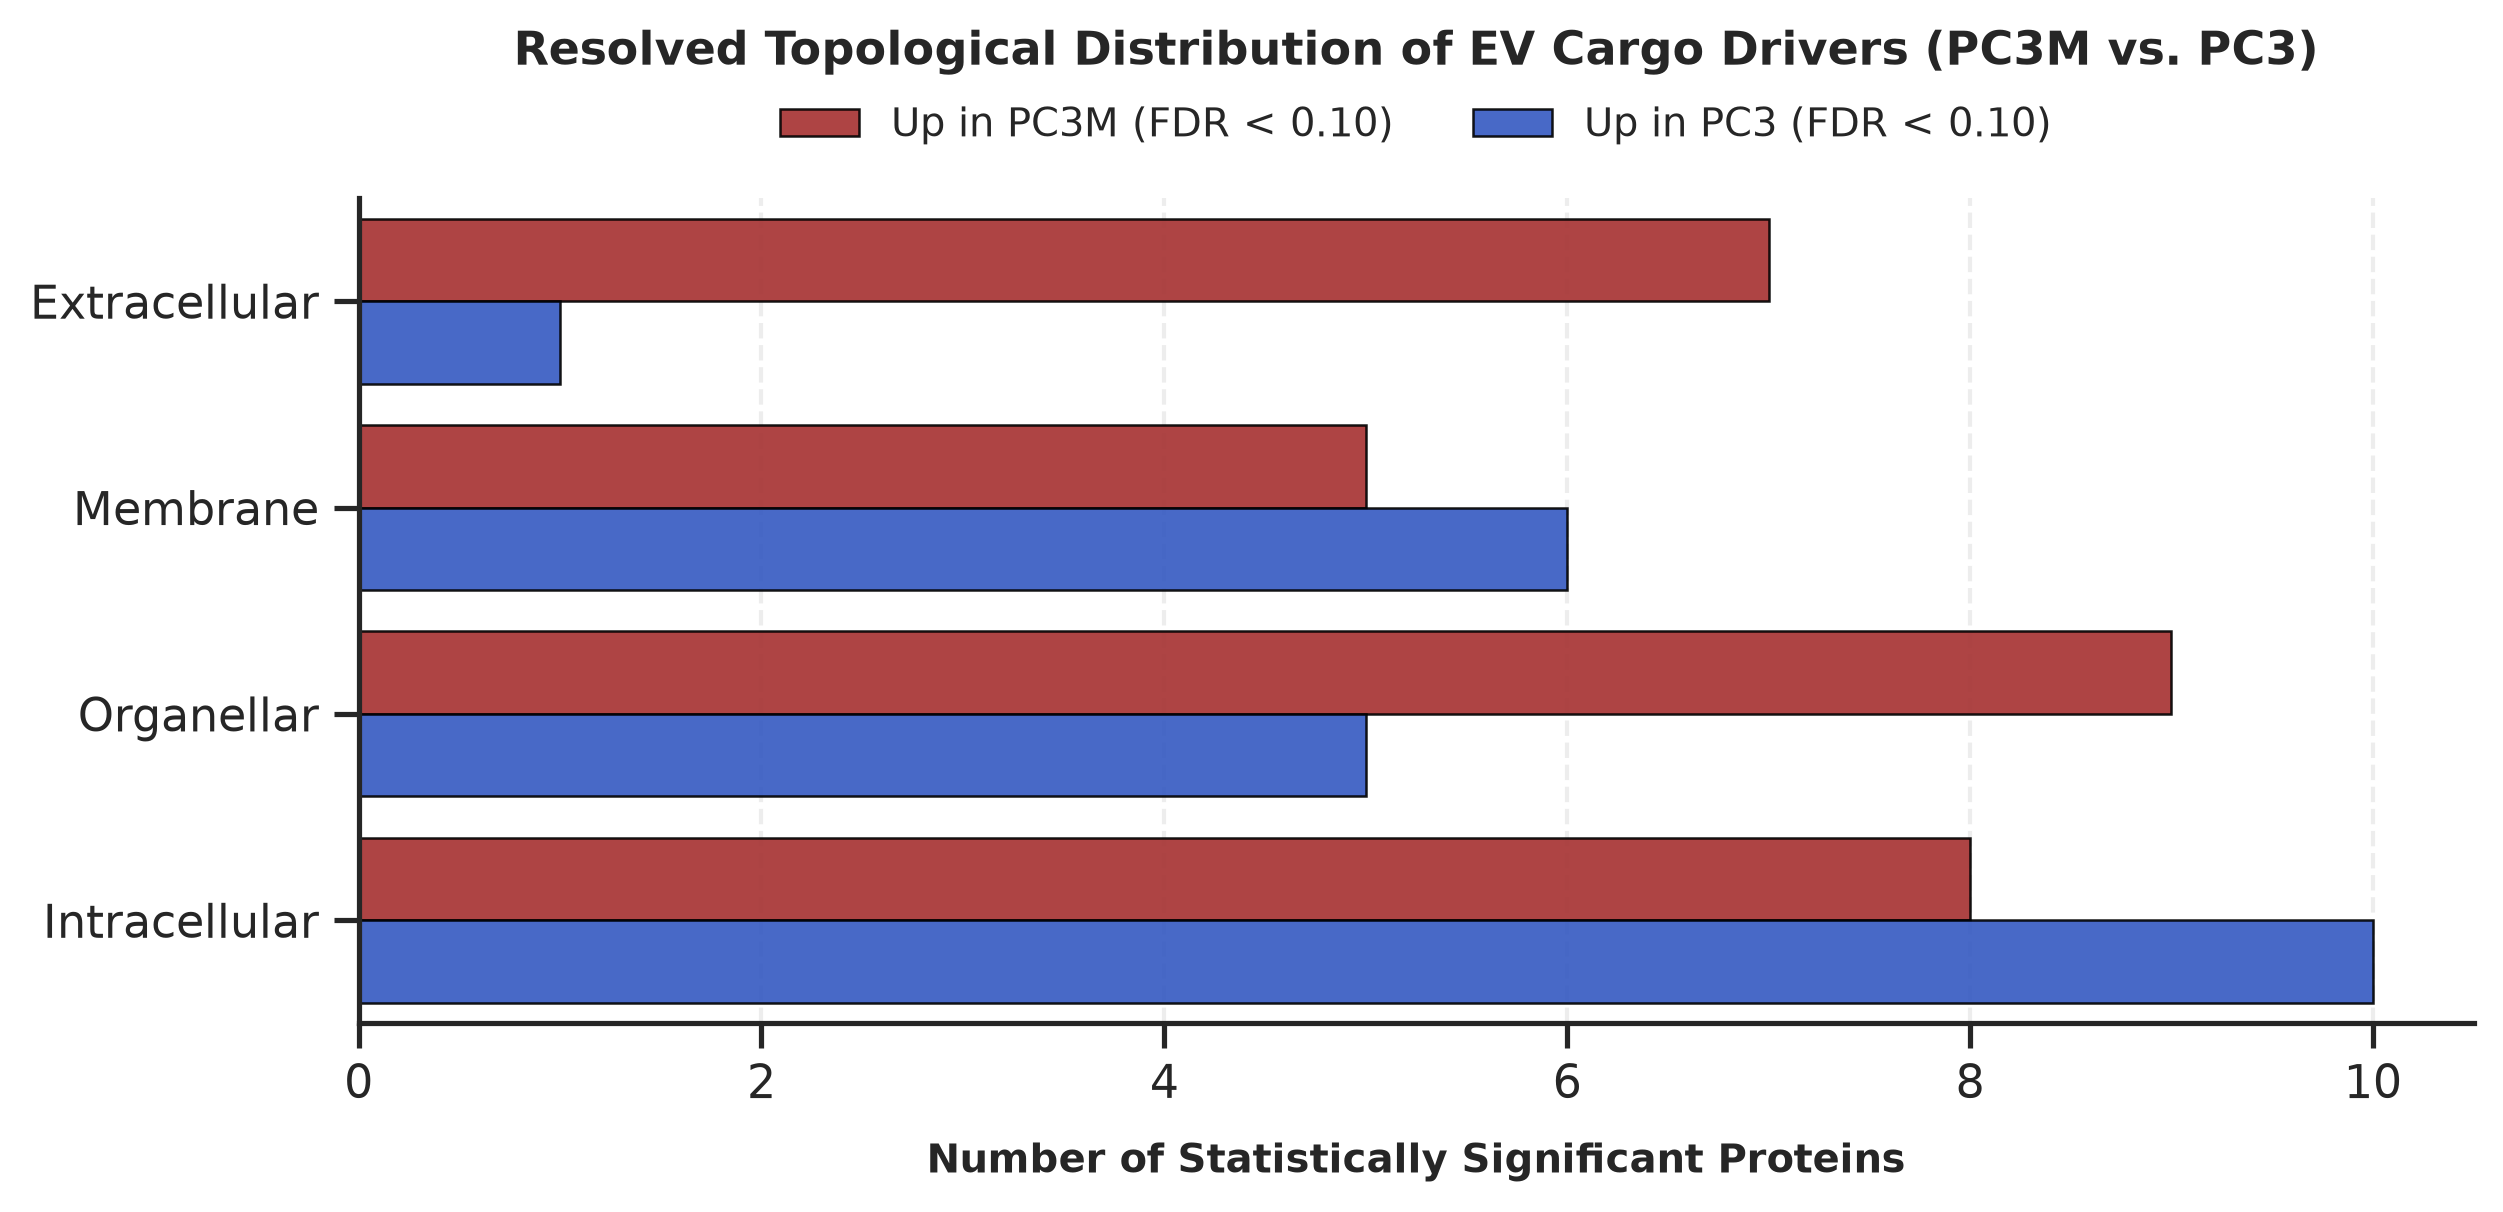 Resolved Topological Distribution of EV Cargo Drivers (PC3M vs. PC3)
Up in PC3M (FDR < 0.10) Up in PC3 (FDR < 0.10)
Extracellular
Membrane
Organellar
Intracellular
0 2 4 6 8 10
Number of Statistically Significant Proteins